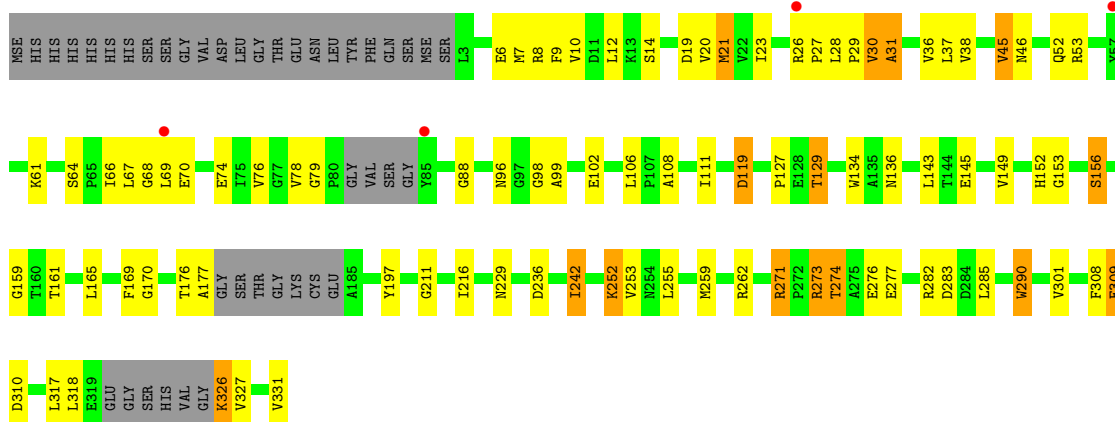 MSE HIS HIS HIS HIS HIS HIS SER SER GLY VAL ASP LEU GLY THR GLU ASN LEU TYR PHE GLN SER MSE SER L3 E6 M7 R8 F9 V10 D11 L12 K13 S14 D19 V20 M21 V22 I23 R26 P27 L28 P29 V30 A31 V36 L37 V38 V45 N46 Q52 R53 Y57
K61 S64 P65 I66 L67 G68 L69 E70 E74 I75 V76 G77 V78 G79 P80 GLY VAL SER GLY Y85 G88 N96 G97 G98 A99 E102 L106 P107 A108 I111 D119 P127 E128 T129 W134 A135 N136 L143 T144 E145 V149 H152 G153 S156
G159 T160 T161 L165 F169 G170 T176 A177 GLY SER THR GLY LYS CYS GLU A185 Y197 G211 I216 N229 D236 I242 K252 V253 N254 L255 M259 R262 R271 P272 R273 T274 A275 E276 E277 R282 D283 D284 L285 W290 V301 F308
D310 L317 L318 E319 GLU GLY SER HIS VAL GLY K326 V327 V331